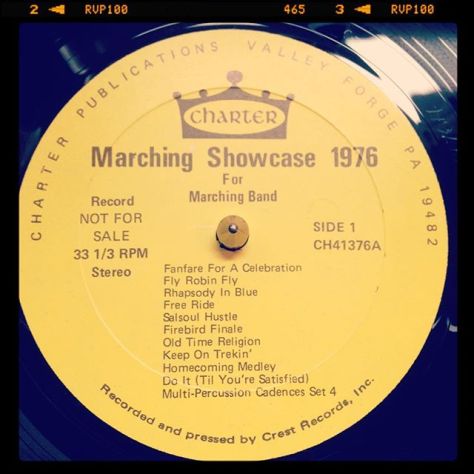 2 RVP100 465 3 RVP100
CHARTER PUBLICATIONS VALLEY FORGE PA 19482
CHARTER
Marching Showcase 1976
For
Marching Band
Record
NOT FOR
SALE
33 1/3 RPM
Stereo
SIDE 1
CH41376A
Fanfare For A Celebration
Fly Robin Fly
Rhapsody In Blue
Free Ride
Salsoul Hustle
Firebird Finale
Old Time Religion
Keep On Trekin'
Homecoming Medley
Do It (Til You're Satisfied)
Multi-Percussion Cadences Set 4
Recorded and pressed by Crest Records, Inc.